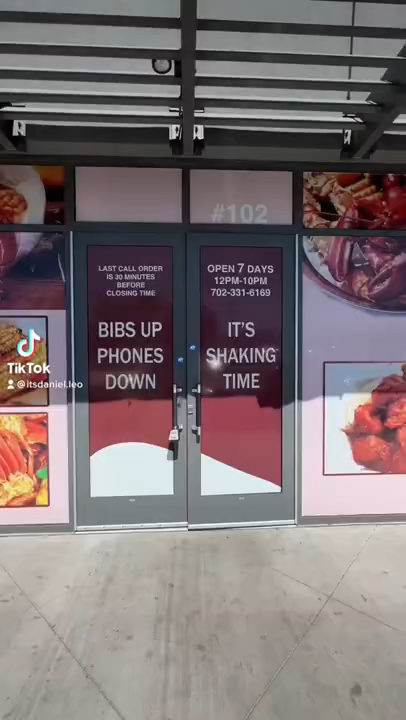 #102
LAST CALL ORDER
IS 30 MINUTES
BEFORE
CLOSING TIME
OPEN 7 DAYS
12PM-10PM
702-331-6169
BIBS UP
PHONES
DOWN
IT'S
SHAKING
TIME
TikTok
@itsdaniel.leo